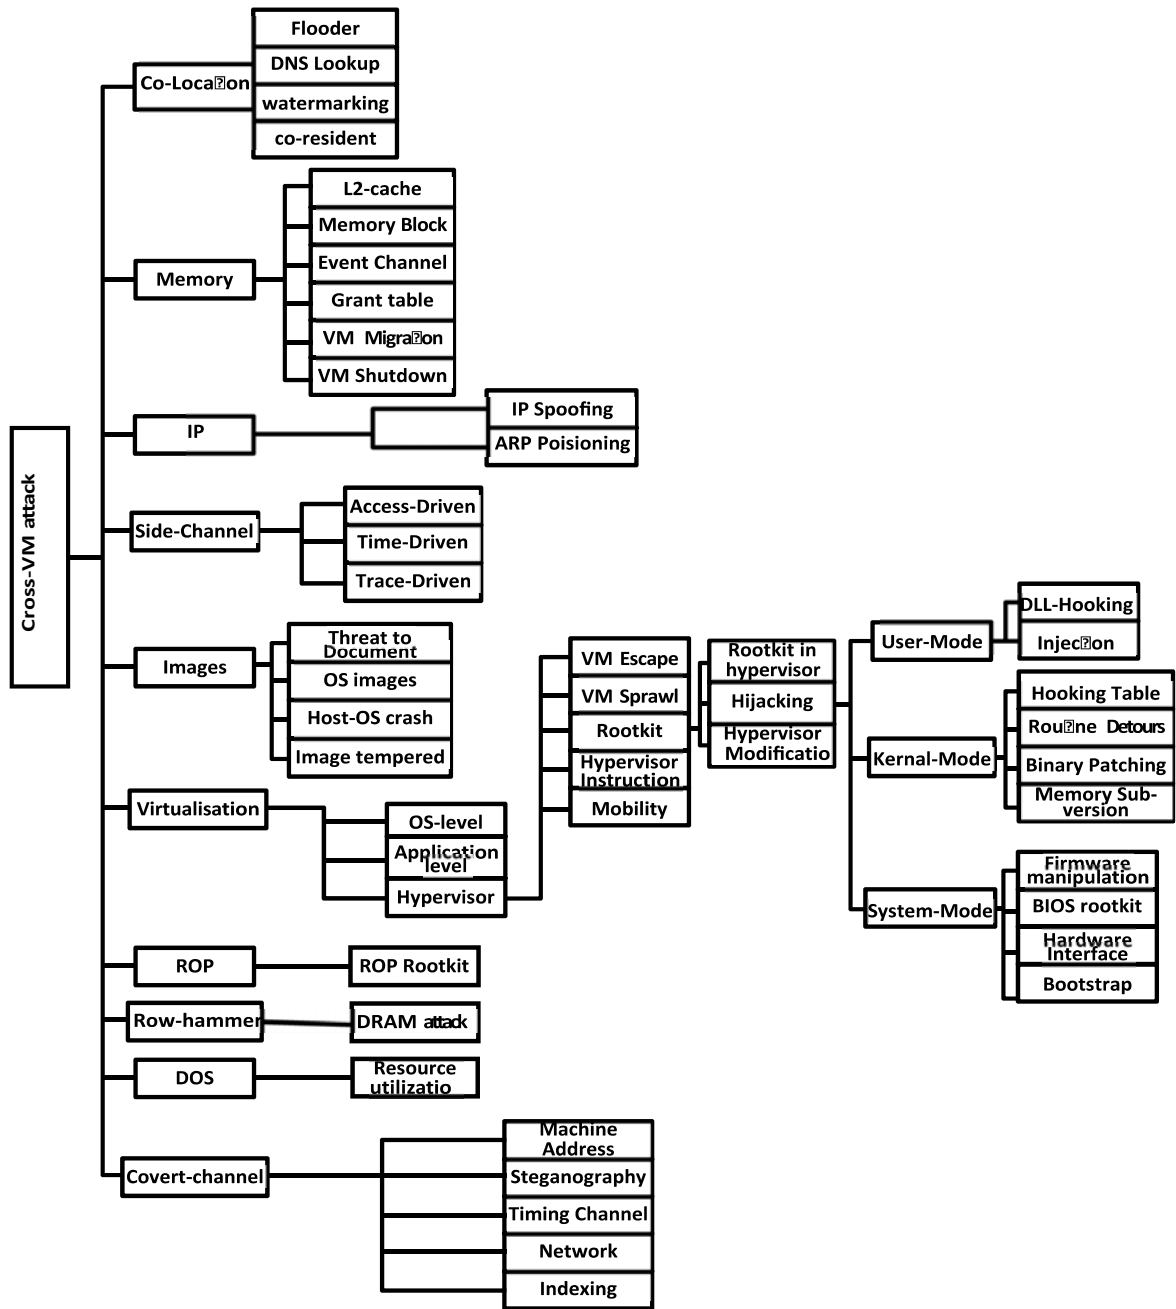 Cross-VM attack
Co-Loca⍰on
Flooder
DNS Lookup
watermarking
co-resident
Memory
L2-cache
Memory Block
Event Channel
Grant table
VM Migra⍰on
VM Shutdown
IP
IP Spoofing
ARP Poisioning
Side-Channel
Access-Driven
Time-Driven
Trace-Driven
Images
Threat to
Document
OS images
Host-OS crash
Image tempered
Virtualisation
OS-level
Application
level
Hypervisor
VM Escape
VM Sprawl
Rootkit
Hypervisor
Instruction
Mobility
Rootkit in
hypervisor
Hijacking
Hypervisor
Modificatio
User-Mode
DLL-Hooking
Injec⍰on
Kernal-Mode
Hooking Table
Rou⍰ne Detours
Binary Patching
Memory Sub-
version
System-Mode
Firmware
manipulation
BIOS rootkit
Hardware
Interface
Bootstrap
ROP
ROP Rootkit
Row-hammer
DRAM attack
DOS
Resource
utilizatio
Covert-channel
Machine
Address
Steganography
Timing Channel
Network
Indexing